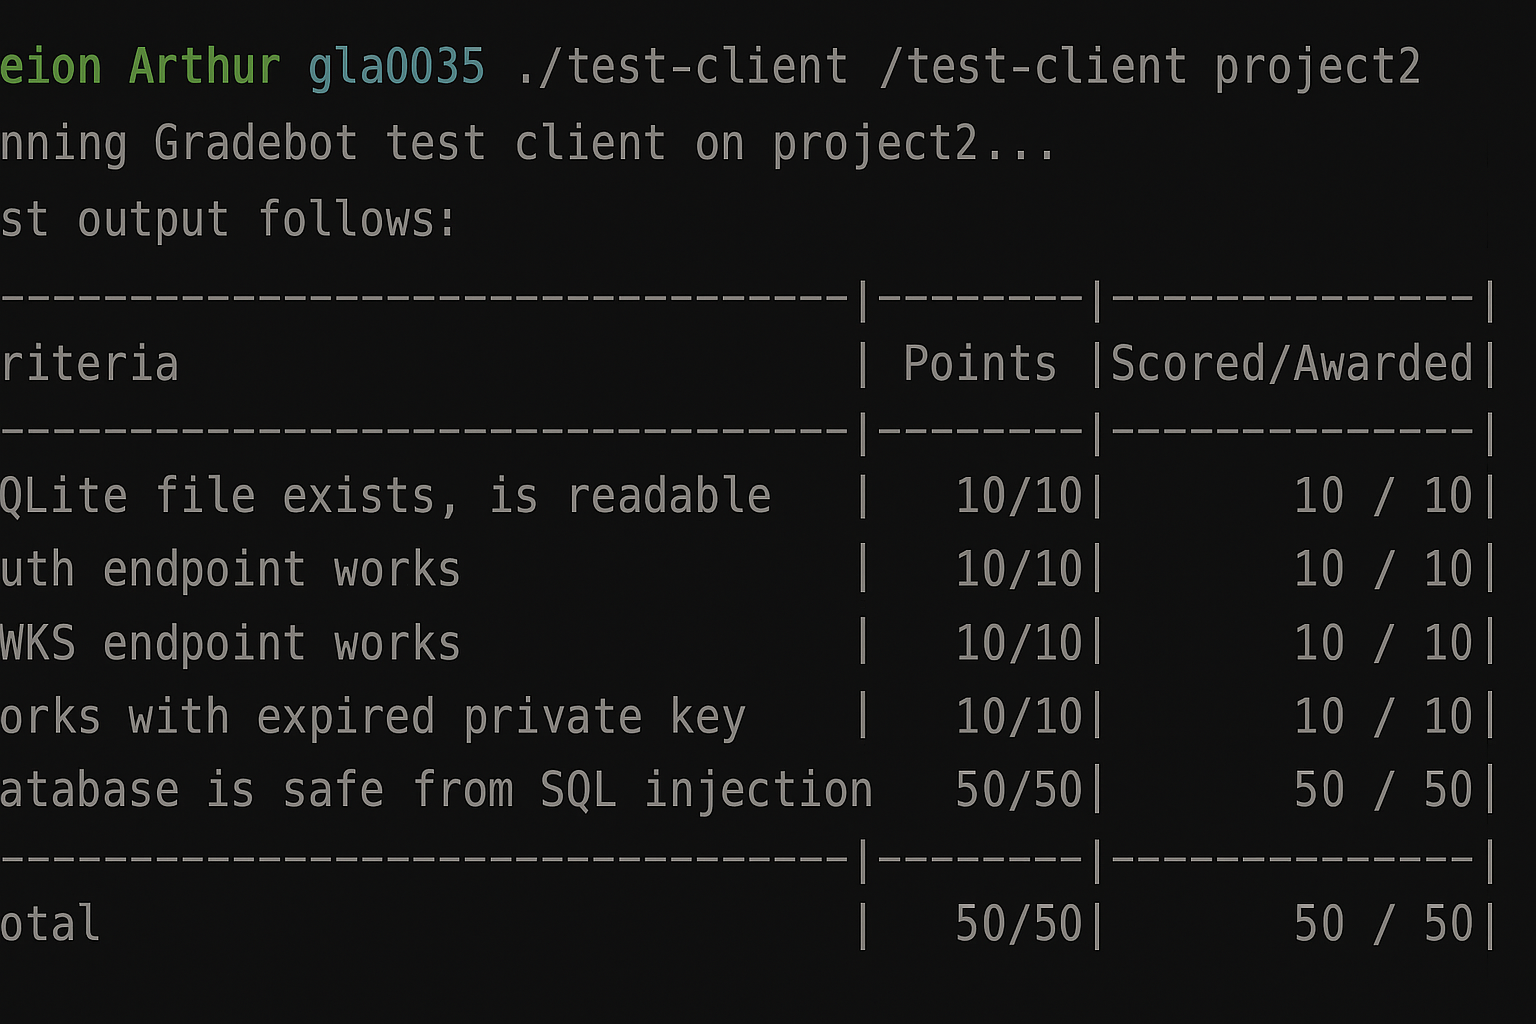 eion Arthur gla0035 ./test-client /test-client project2
nning Gradebot test client on project2...
st output follows:
---------------------------------|--------|--------------|
riteria | Points |Scored/Awarded|
---------------------------------|--------|--------------|
QLite file exists, is readable | 10/10| 10 / 10|
uth endpoint works | 10/10| 10 / 10|
WKS endpoint works | 10/10| 10 / 10|
orks with expired private key | 10/10| 10 / 10|
atabase is safe from SQL injection 50/50| 50 / 50|
---------------------------------|--------|--------------|
otal | 50/50| 50 / 50|